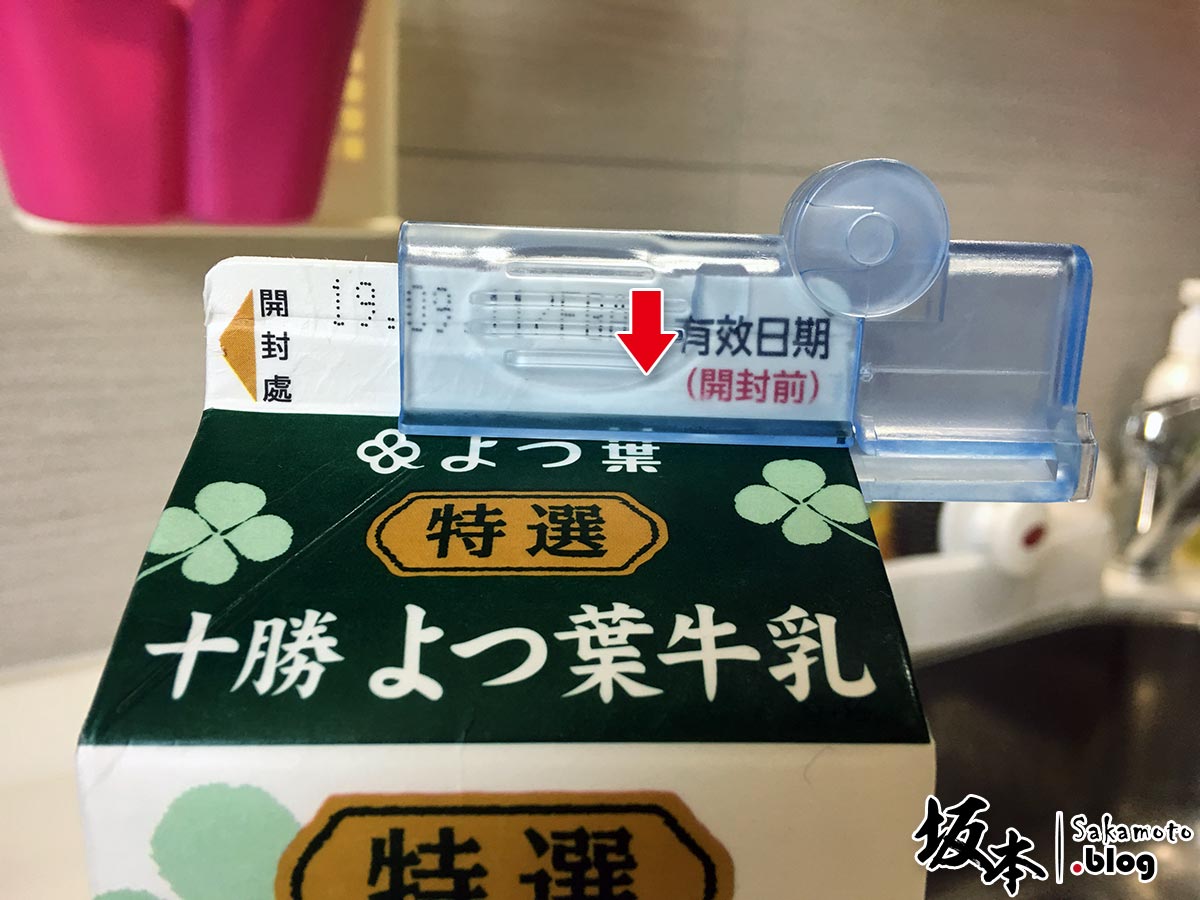 開封處
19.09.11
有效日期
(開封前)
よつ葉
特選
十勝 よつ葉牛乳
特選
坂本
Sakamoto
.blog